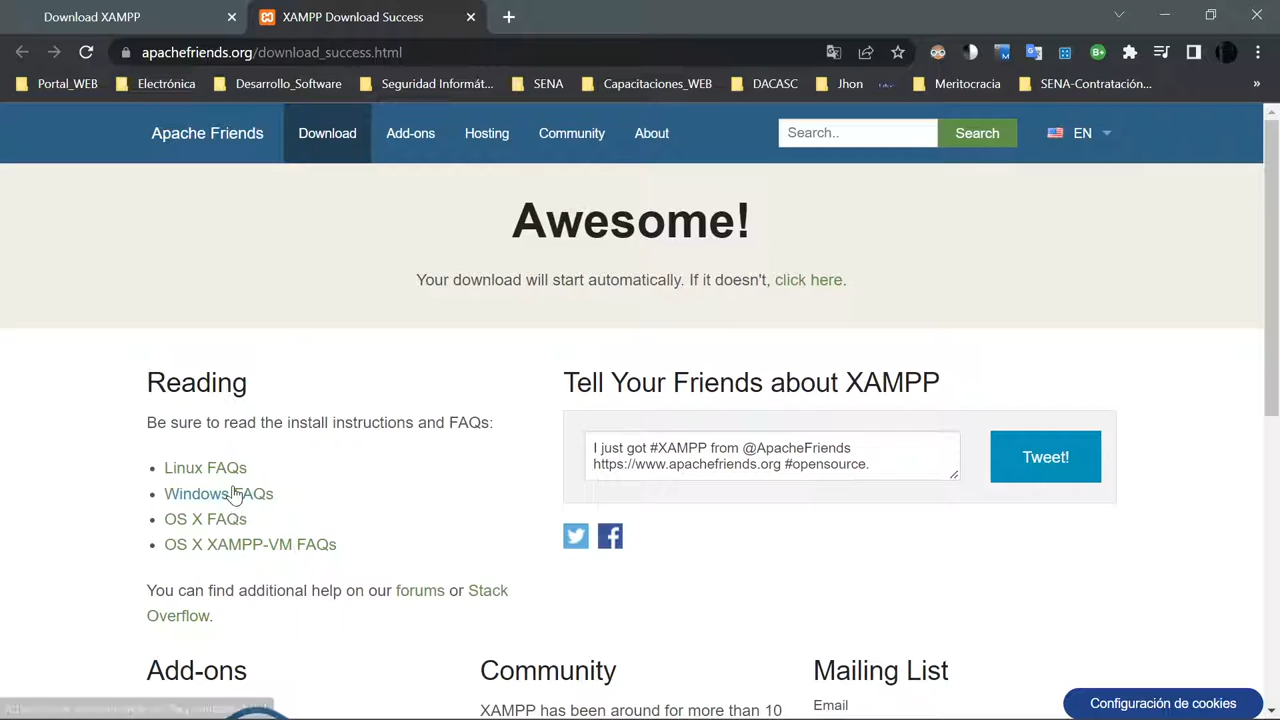 Download XAMPP
XAMPP Download Success
apachefriends.org/download_success.html
Portal_WEB Electrónica Desarrollo_Software Seguridad Informát... SENA Capacitaciones_WEB DACASC Jhon Meritocracia SENA-Contratación...
Apache Friends Download Add-ons Hosting Community About Search.. Search EN
Awesome!
Your download will start automatically. If it doesn't, click here.
Reading
Be sure to read the install instructions and FAQs:
• Linux FAQs
• Windows FAQs
• OS X FAQs
• OS X XAMPP-VM FAQs
You can find additional help on our forums or Stack
Overflow.
Tell Your Friends about XAMPP
I just got #XAMPP from @ApacheFriends
https://www.apachefriends.org #opensource.
Tweet!
Add-ons
Community
XAMPP has been around for more than 10
Mailing List
Email
Configuración de cookies